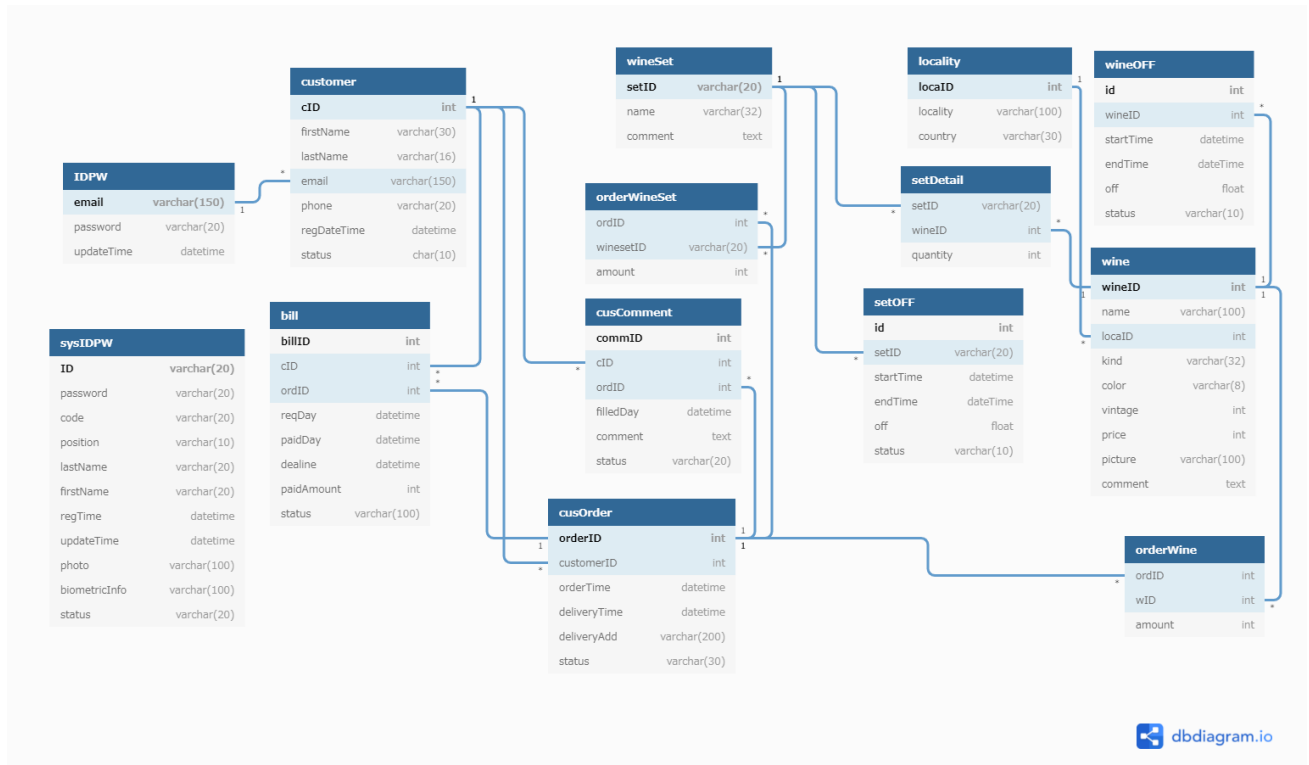 customer
cID int
firstName varchar(30)
lastName varchar(16)
email varchar(150)
phone varchar(20)
regDateTime datetime
status char(10)
1
*
IDPW
email varchar(150)
password varchar(20)
updateTime datetime
1
wineSet
setID varchar(20)
name varchar(32)
comment text
1
locality
locaID int
locality varchar(100)
country varchar(30)
1
wineOFF
id int
wineID int
startTime datetime
endTime dateTime
off float
status varchar(10)
*
orderWineSet
ordID int
winesetID varchar(20)
amount int
*
*
setDetail
setID varchar(20)
wineID int
quantity int
*
*
wine
wineID int
name varchar(100)
locaID int
kind varchar(32)
color varchar(8)
vintage int
price int
picture varchar(100)
comment text
1
1
1
*
setOFF
id int
setID varchar(20)
startTime datetime
endTime dateTime
off float
status varchar(10)
*
cusComment
commID int
cID int
ordID int
filledDay datetime
comment text
status varchar(20)
*
*
bill
billID int
cID int
ordID int
reqDay datetime
paidDay datetime
dealine datetime
paidAmount int
status varchar(100)
*
*
sysIDPW
ID varchar(20)
password varchar(20)
code varchar(20)
position varchar(10)
lastName varchar(20)
firstName varchar(20)
regTime datetime
updateTime datetime
photo varchar(100)
biometricInfo varchar(100)
status varchar(20)
cusOrder
orderID int
customerID int
orderTime datetime
deliveryTime datetime
deliveryAdd varchar(200)
status varchar(30)
1
*
1
1
orderWine
ordID int
wID int
amount int
*
*
dbdiagram.io